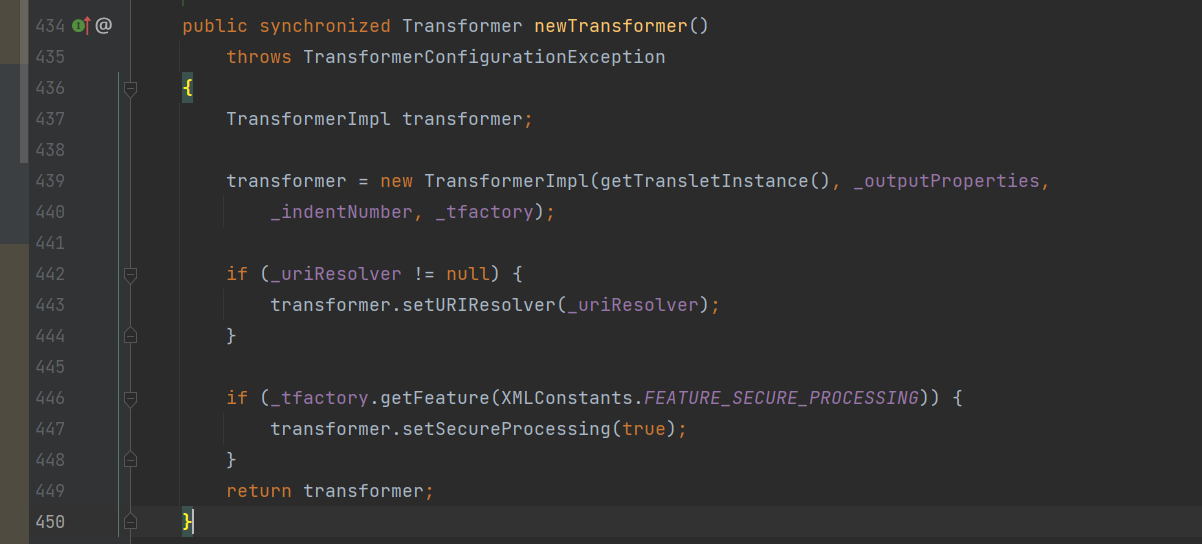 434 @ public synchronized Transformer newTransformer()
435 throws TransformerConfigurationException
436 {
437 TransformerImpl transformer;
438
439 transformer = new TransformerImpl(getTransletInstance(), _outputProperties,
440 _indentNumber, _tfactory);
441
442 if (_uriResolver != null) {
443 transformer.setURIResolver(_uriResolver);
444 }
445
446 if (_tfactory.getFeature(XMLConstants.FEATURE_SECURE_PROCESSING)) {
447 transformer.setSecureProcessing(true);
448 }
449 return transformer;
450 }